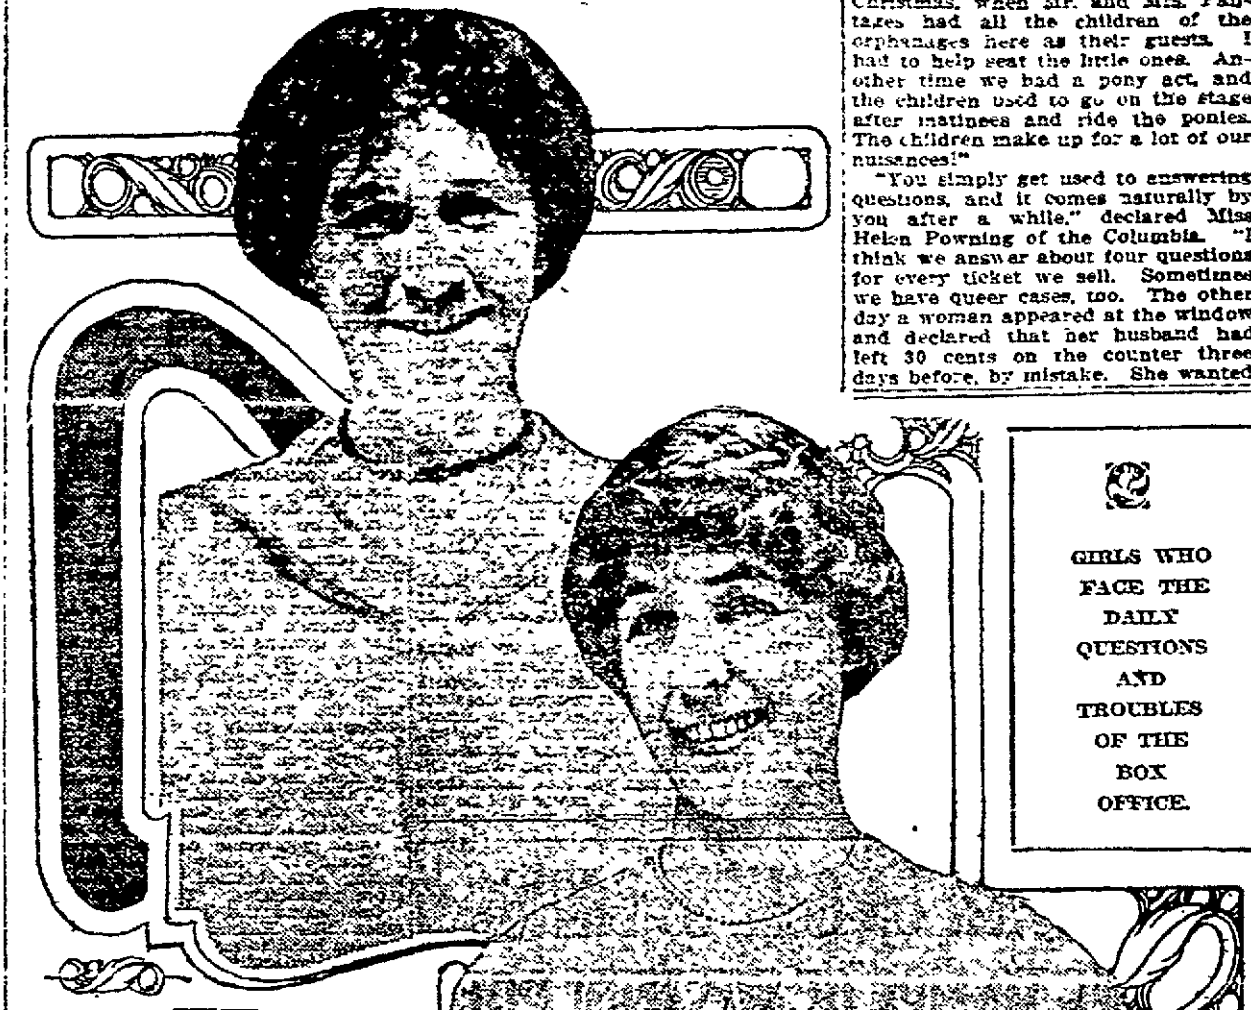 Christmas, when Mr. and Mrs. Pan-
tages had all the children of the
orphanages here as their guests. I
had to help seat the little ones. An-
other time we had a pony act, and
the children used to go on the stage
after matinees and ride the ponies.
The children make up for a lot of our
nuisances!"
"You simply get used to answering
questions, and it comes naturally by
you after a while," declared Miss
Helen Powning of the Columbia. "I
think we answer about four questions
for every ticket we sell. Sometimes
we have queer cases, too. The other
day a woman appeared at the window
and declared that her husband had
left 30 cents on the counter three
days before, by mistake. She wanted
GIRLS WHO
FACE THE
DAILY
QUESTIONS
AND
TROUBLES
OF THE
BOX
OFFICE.